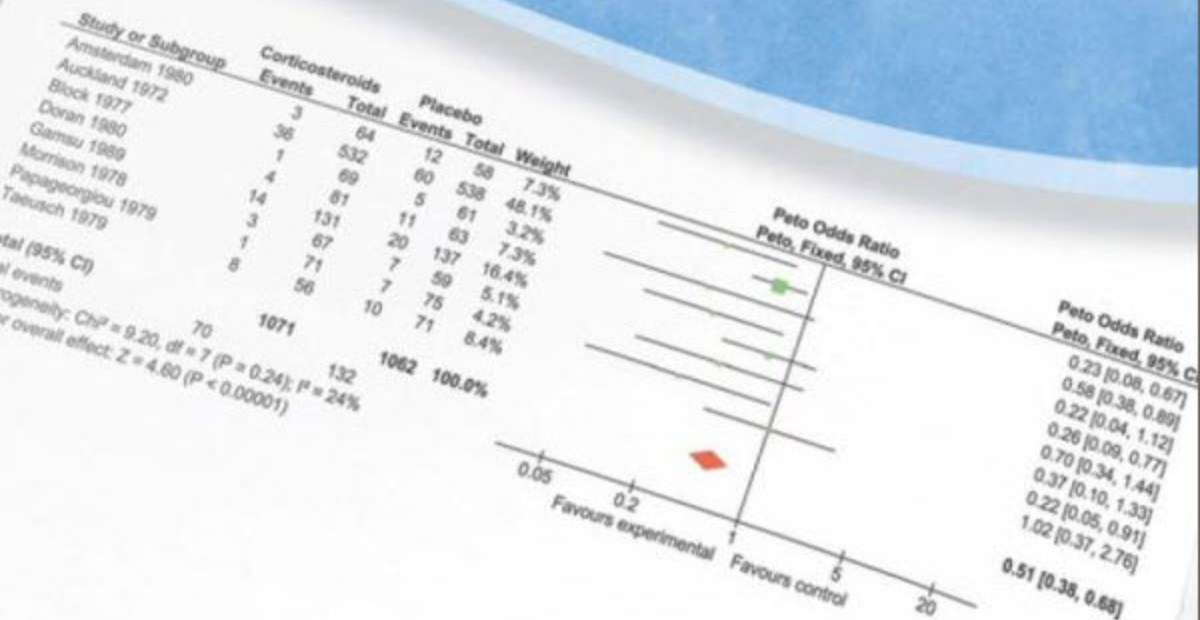 Corticosteroids Placebo Peto Odds Ratio Peto Odds Ratio
Study or Subgroup Events Total Events Total Weight Peto, Fixed, 95% CI Peto, Fixed, 95% C
Amsterdam 1980 3 64 12 58 7.3% 0.23 [0.08, 0.67]
Auckland 1972 36 532 60 538 48.1% 0.58 [0.38, 0.89]
Block 1977 1 69 5 61 3.2% 0.22 [0.04, 1.12]
Doran 1980 4 81 11 63 7.3% 0.26 [0.09, 0.77]
Gamsu 1989 14 131 20 137 16.4% 0.70 [0.34, 1.44]
Morrison 1978 3 67 7 59 5.1% 0.37 [0.10, 1.33]
Papageorgiou 1979 1 71 7 75 4.2% 0.22 [0.05, 0.91]
Taeusch 1979 8 56 10 71 8.4% 1.02 [0.37, 2.76]
tal (95% CI) 1071 1062 100.0% 0.51 [0.38, 0.68]
al events 70 132
rogeneity: Chi² = 9.20, df = 7 (P = 0.24); I² = 24%
r overall effect: Z = 4.60 (P < 0.00001)
0.05 0.2 1 5 20
Favours experimental Favours control